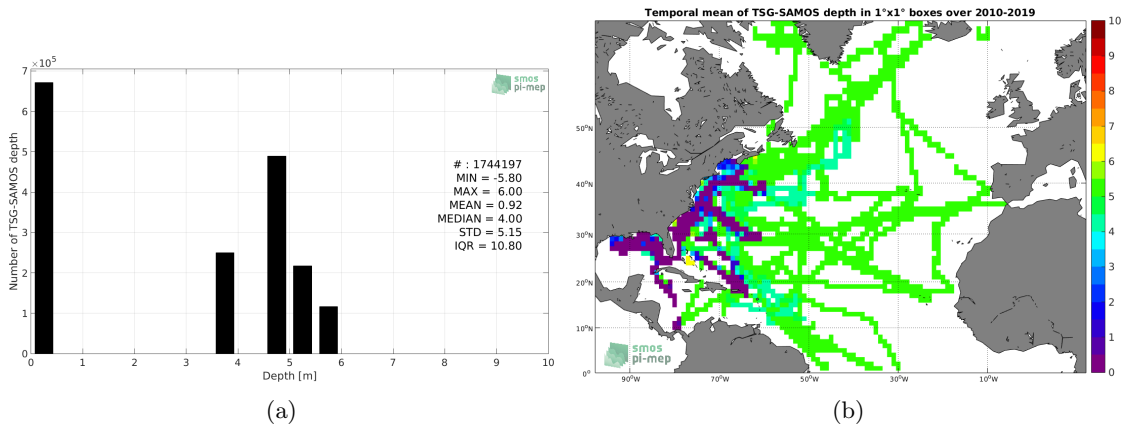 ×10⁵
7
6
5
4
3
2
1
0
Number of TSG-SAMOS depth
smos
pi-mep
# : 1744197
MIN = -5.80
MAX = 6.00
MEAN = 0.92
MEDIAN = 4.00
STD = 5.15
IQR = 10.80
0 1 2 3 4 5 6 7 8 9 10
Depth [m]
(a)
Temporal mean of TSG-SAMOS depth in 1°x1° boxes over 2010-2019
50°N
40°N
30°N
20°N
10°N
0°
90°W 70°W 50°W 30°W 10°W
smos
pi-mep
10
9
8
7
6
5
4
3
2
1
0
(b)